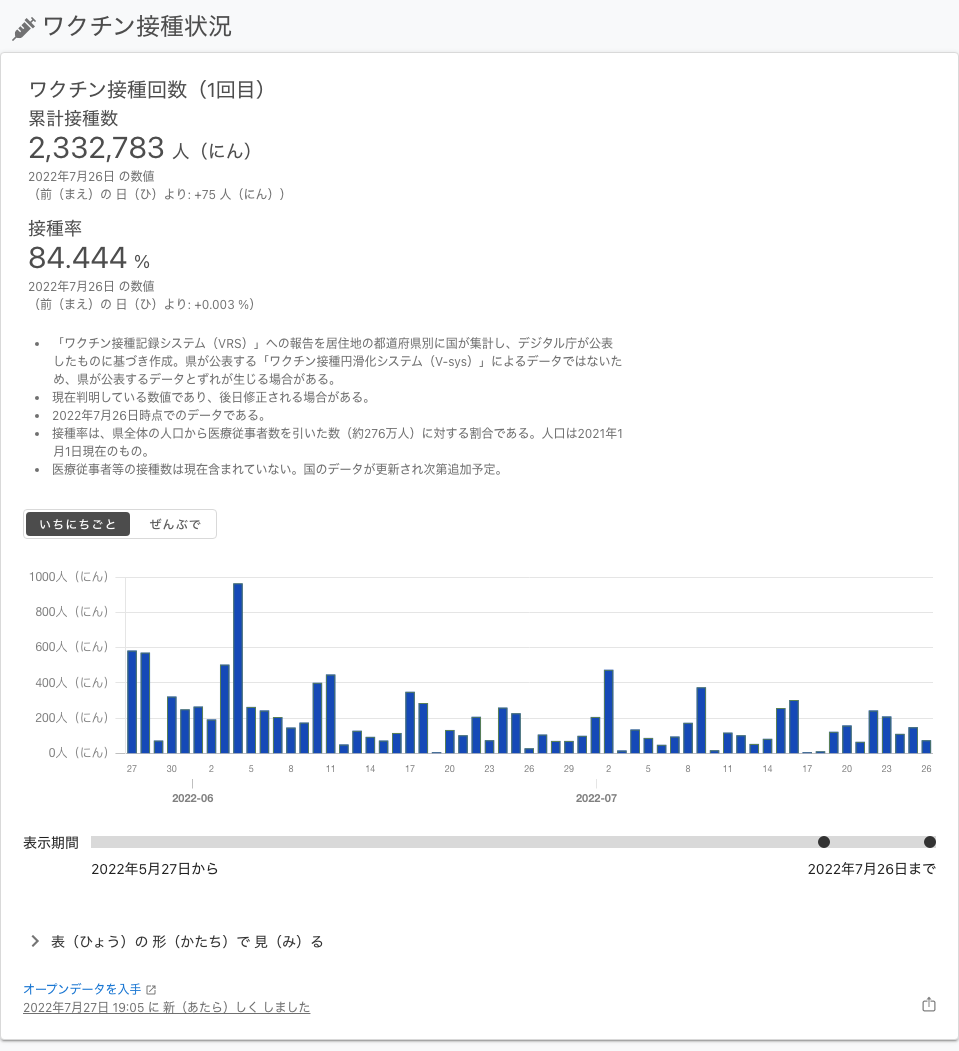 ワクチン接種状況
ワクチン接種回数（1回目）
累計接種数
2,332,783 人（にん）
2022年7月26日 の数値
（前（まえ）の 日（ひ）より: +75 人（にん））
接種率
84.444 %
2022年7月26日 の数値
（前（まえ）の 日（ひ）より: +0.003 %）
「ワクチン接種記録システム（VRS）」への報告を居住地の都道府県別に国が集計し、デジタル庁が公表
したものに基づき作成。県が公表する「ワクチン接種円滑化システム（V-sys）」によるデータではないた
め、県が公表するデータとずれが生じる場合がある。
現在判明している数値であり、後日修正される場合がある。
2022年7月26日時点でのデータである。
接種率は、県全体の人口から医療従事者数を引いた数（約276万人）に対する割合である。人口は2021年1
月1日現在のもの。
医療従事者等の接種数は現在含まれていない。国のデータが更新され次第追加予定。
いちにちごと ぜんぶで
1000人（にん）
800人（にん）
600人（にん）
400人（にん）
200人（にん）
0人（にん）
27 30 2 5 8 11 14 17 20 23 26 29 2 5 8 11 14 17 20 23 26
2022-06 2022-07
表示期間
2022年5月27日から 2022年7月26日まで
表（ひょう）の 形（かたち）で 見（み）る
オープンデータを入手
2022年7月27日 19:05 に 新（あたら）しく しました